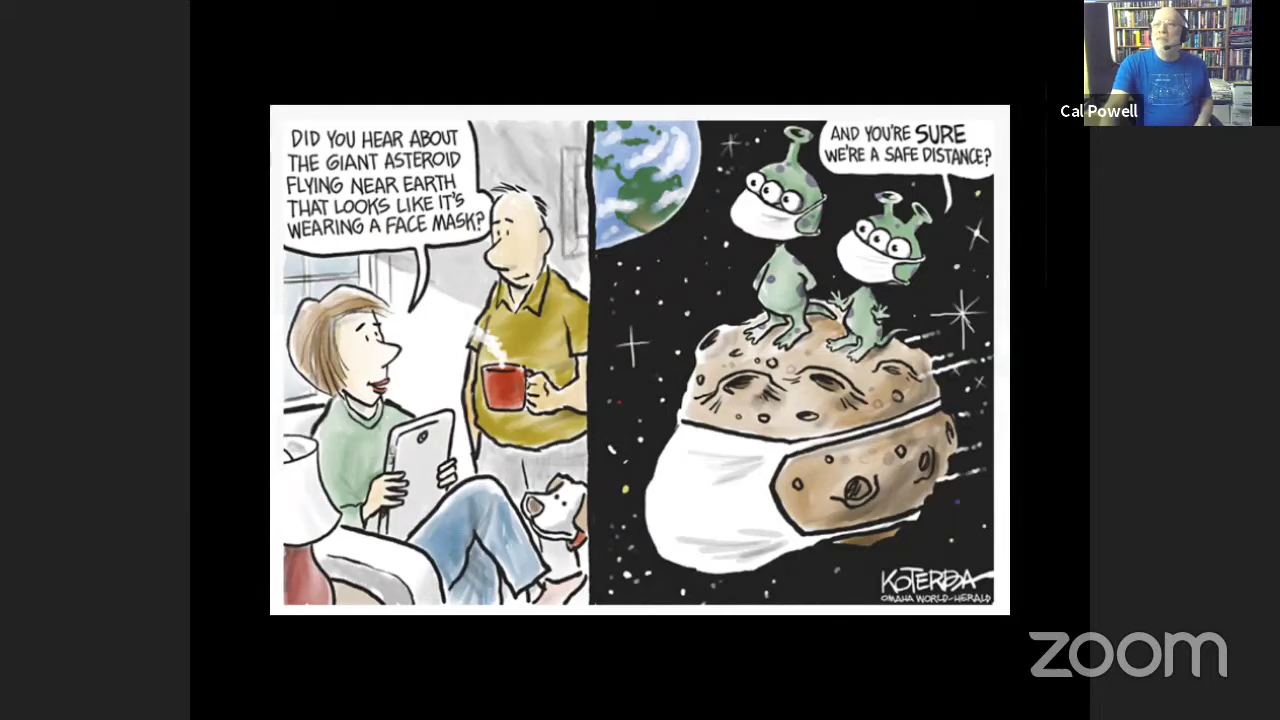 DID YOU HEAR ABOUT
THE GIANT ASTEROID
FLYING NEAR EARTH
THAT LOOKS LIKE IT'S
WEARING A FACE MASK?
AND YOU'RE SURE
WE'RE A SAFE DISTANCE?
KOTERBA
OMAHA WORLD-HERALD
Cal Powell
zoom